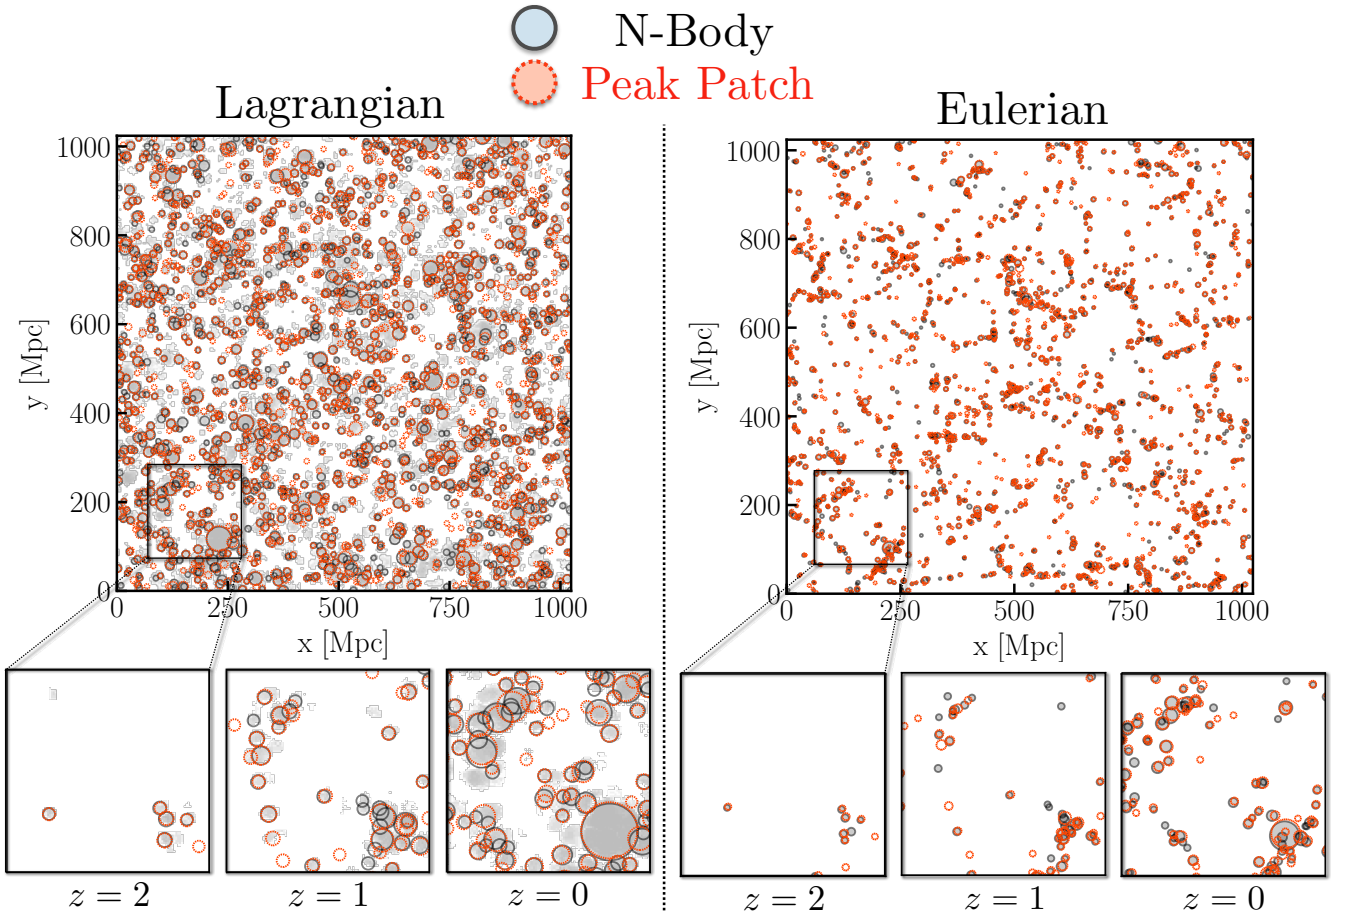 N-Body
Peak Patch
Lagrangian
Eulerian
1000
800
600
400
200
0
y [Mpc]
0
250
500
750
1000
x [Mpc]
1000
800
600
400
200
0
y [Mpc]
0
250
500
750
1000
x [Mpc]
z = 2
z = 1
z = 0
z = 2
z = 1
z = 0